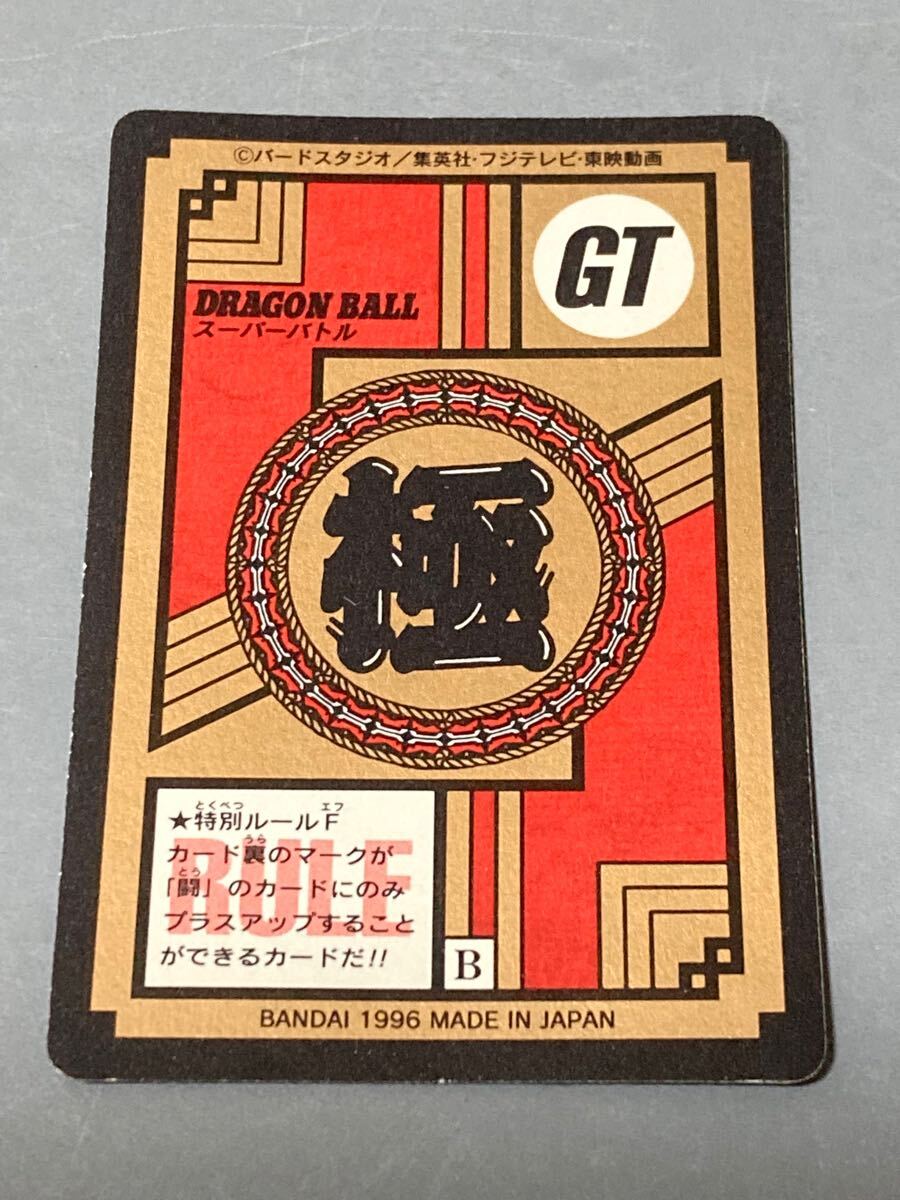 ©バードスタジオ/集英社・フジテレビ・東映動画
GT
DRAGON BALL
スーパーバトル
極
★特別ルールF
とくべつ エフ
カード裏のマークが
うら
「闘」のカードにのみ
とう
プラスアップすること
ができるカードだ!!
RULE
B
BANDAI 1996 MADE IN JAPAN